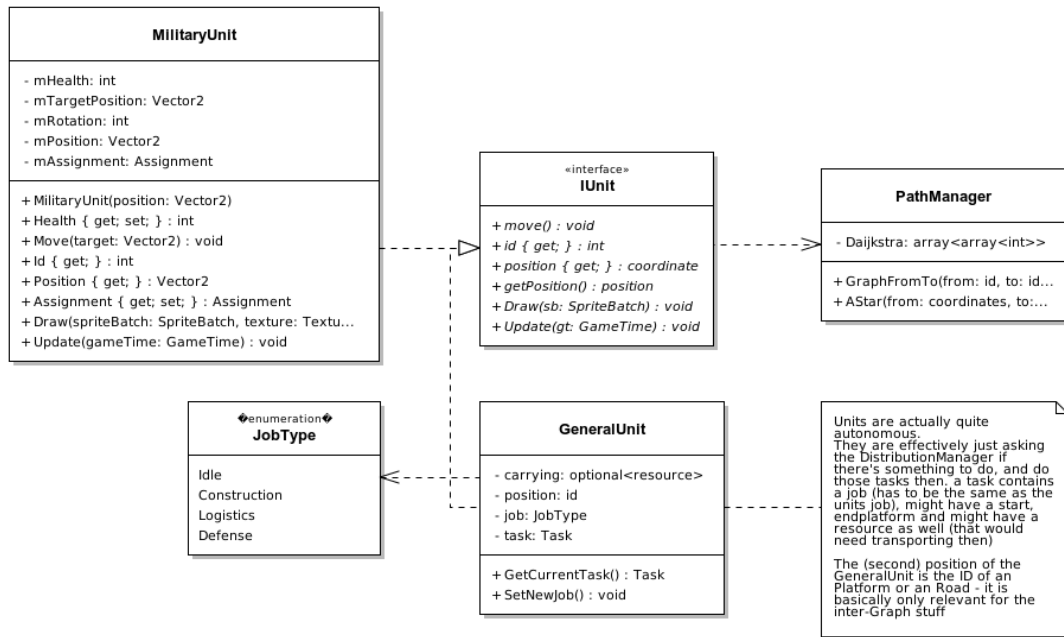 MilitaryUnit
- mHealth: int
- mTargetPosition: Vector2
- mRotation: int
- mPosition: Vector2
- mAssignment: Assignment
+ MilitaryUnit(position: Vector2)
+ Health { get; set; } : int
+ Move(target: Vector2) : void
+ Id { get; } : int
+ Position { get; } : Vector2
+ Assignment { get; set; } : Assignment
+ Draw(spriteBatch: SpriteBatch, texture: Textu...
+ Update(gameTime: GameTime) : void
«interface»
IUnit
+ move() : void
+ id { get; } : int
+ position { get; } : coordinate
+ getPosition() : position
+ Draw(sb: SpriteBatch) : void
+ Update(gt: GameTime) : void
PathManager
- Daijkstra: array<array<int>>
+ GraphFromTo(from: id, to: id...
+ AStar(from: coordinates, to:...
�enumeration�
JobType
Idle
Construction
Logistics
Defense
GeneralUnit
- carrying: optional<resource>
- position: id
- job: JobType
- task: Task
+ GetCurrentTask() : Task
+ SetNewJob() : void
Units are actually quite
autonomous.
They are effectively just asking
the DistributionManager if
there's something to do, and do
those tasks then. a task contains
a job (has to be the same as the
units job), might have a start,
endplatform and might have a
resource as well (that would
need transporting then)
The (second) position of the
GeneralUnit is the ID of an
Platform or an Road - it is
basically only relevant for the
inter-Graph stuff